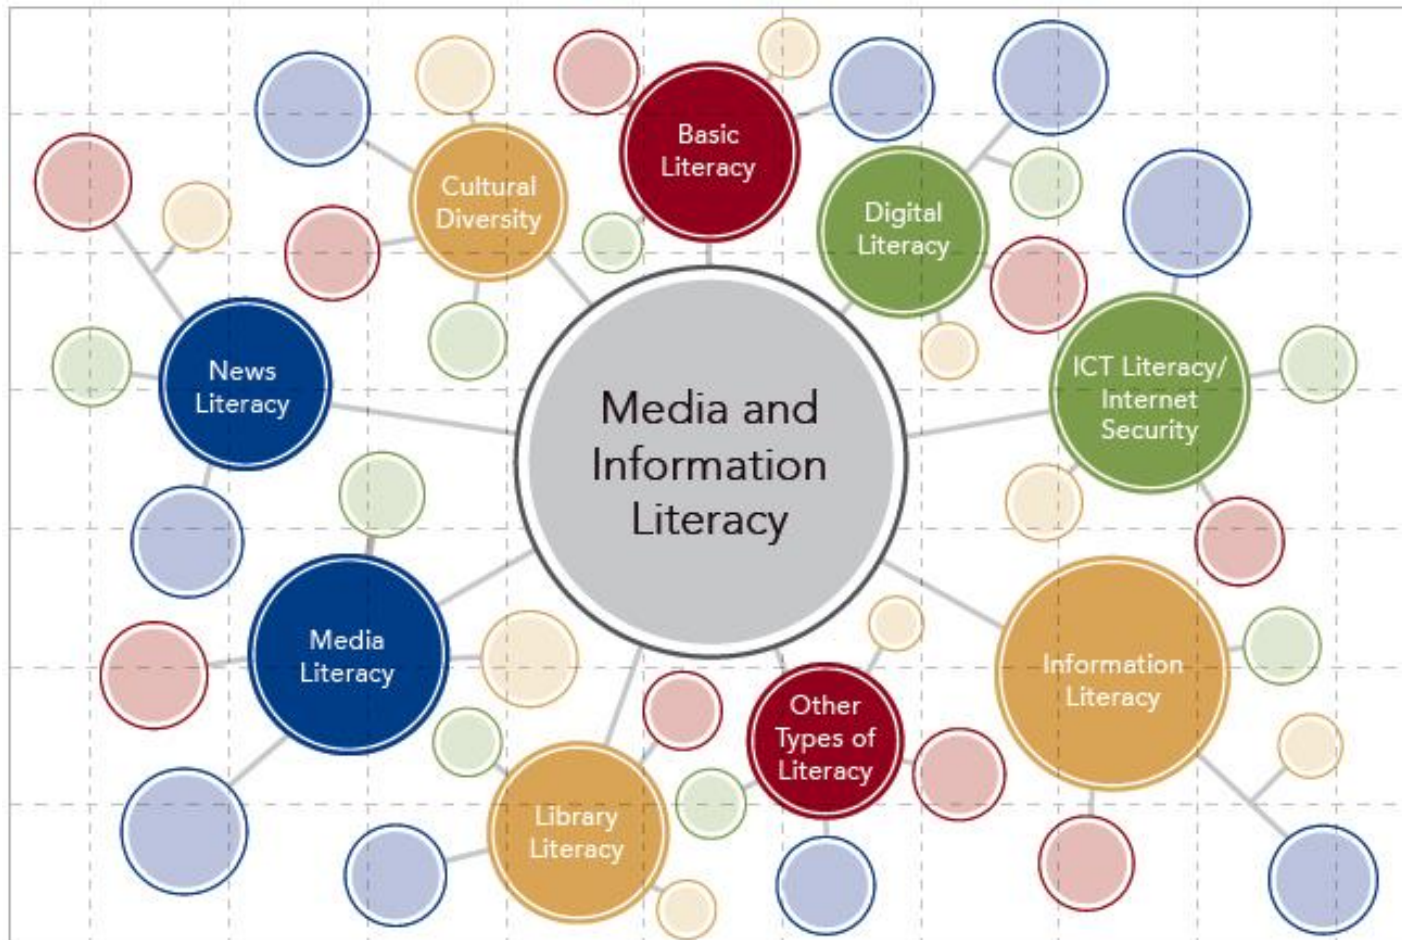 Basic
Literacy
Cultural
Diversity
Digital
Literacy
News
Literacy
ICT Literacy/
Internet
Security
Media and
Information
Literacy
Media
Literacy
Information
Literacy
Other
Types of
Literacy
Library
Literacy